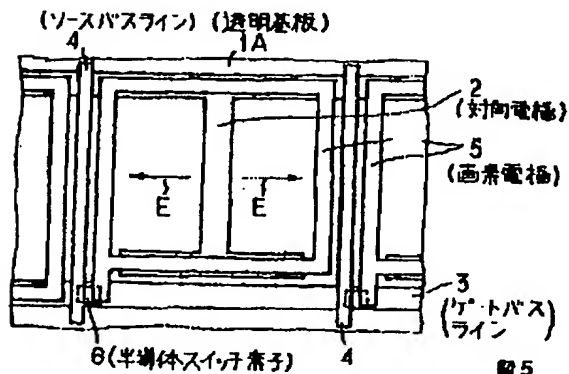 (ソースバスライン) (透明基板)
4 1A
2
(対向電極)
5
(画素電極)
E E
3
(ゲートバス
ライン)
6(半導体スイッチ素子) 4
図5